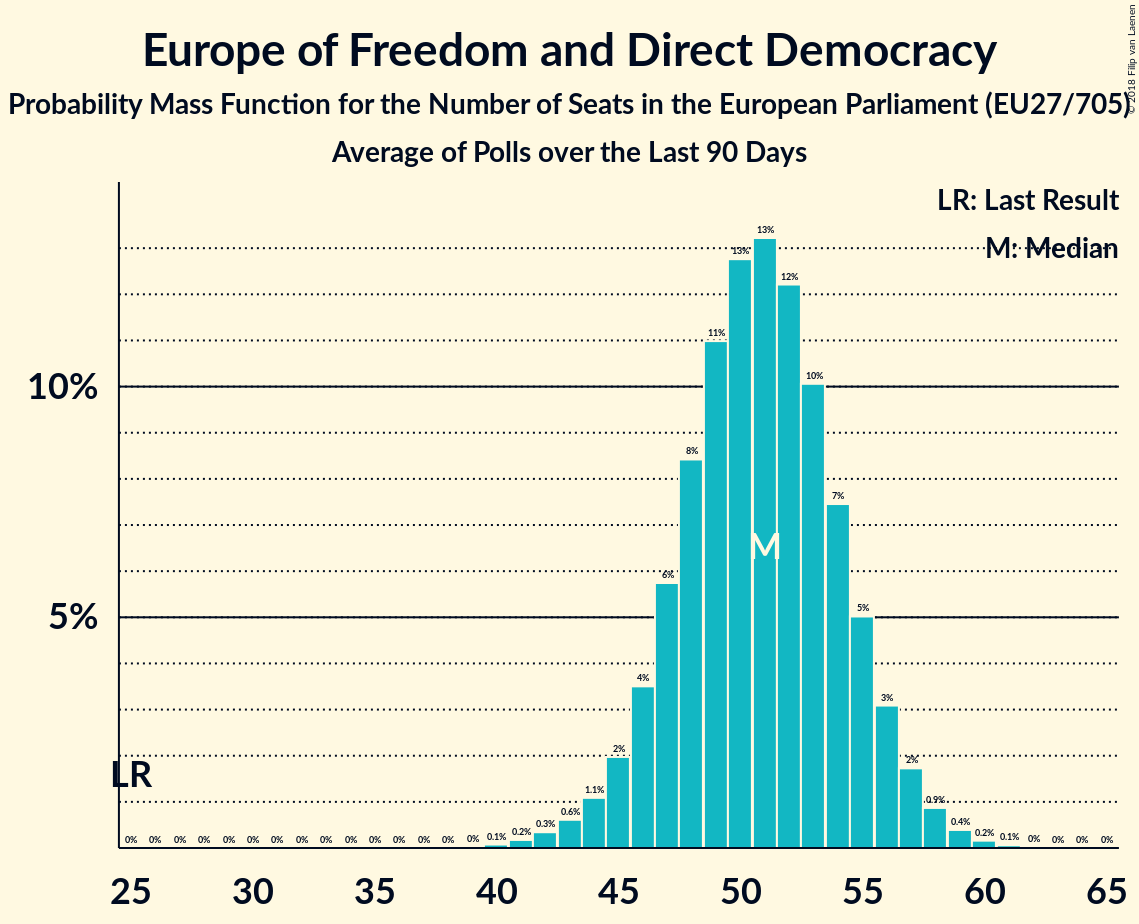 Europe of Freedom and Direct Democracy
Probability Mass Function for the Number of Seats in the European Parliament (EU27/705)
Average of Polls over the Last 90 Days
© 2018 Filip van Laenen
LR: Last Result
M: Median
10%
5%
LR
M
0% 0% 0% 0% 0% 0% 0% 0% 0% 0% 0% 0% 0% 0% 0% 0.1% 0.2% 0.3% 0.6% 1.1% 2% 4% 6% 8% 11% 13% 13% 12% 10% 7% 5% 3% 2% 0.9% 0.4% 0.2% 0.1% 0% 0% 0% 0%
25 30 35 40 45 50 55 60 65